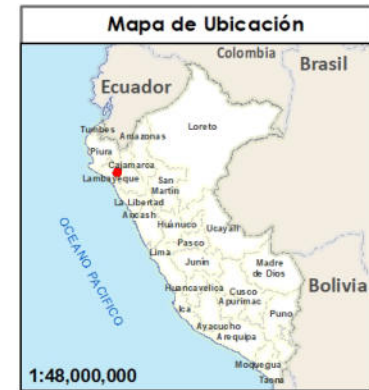 Mapa de Ubicación
Colombia
Brasil
Ecuador
Loreto
Tumbes
Amazonas
Piura
Cajamarca
Lambayeque
San
Martin
La Libertad
Ancash
Huánuco
Ucayali
Pasco
OCEANO PACIFICO
Lima
Junin
Madre
de Dios
Huancavelica
Cusco
Bolivia
Apurimac
Ica
Puno
Ayacucho
Arequipa
Moquegua
Tacna
1:48,000,000